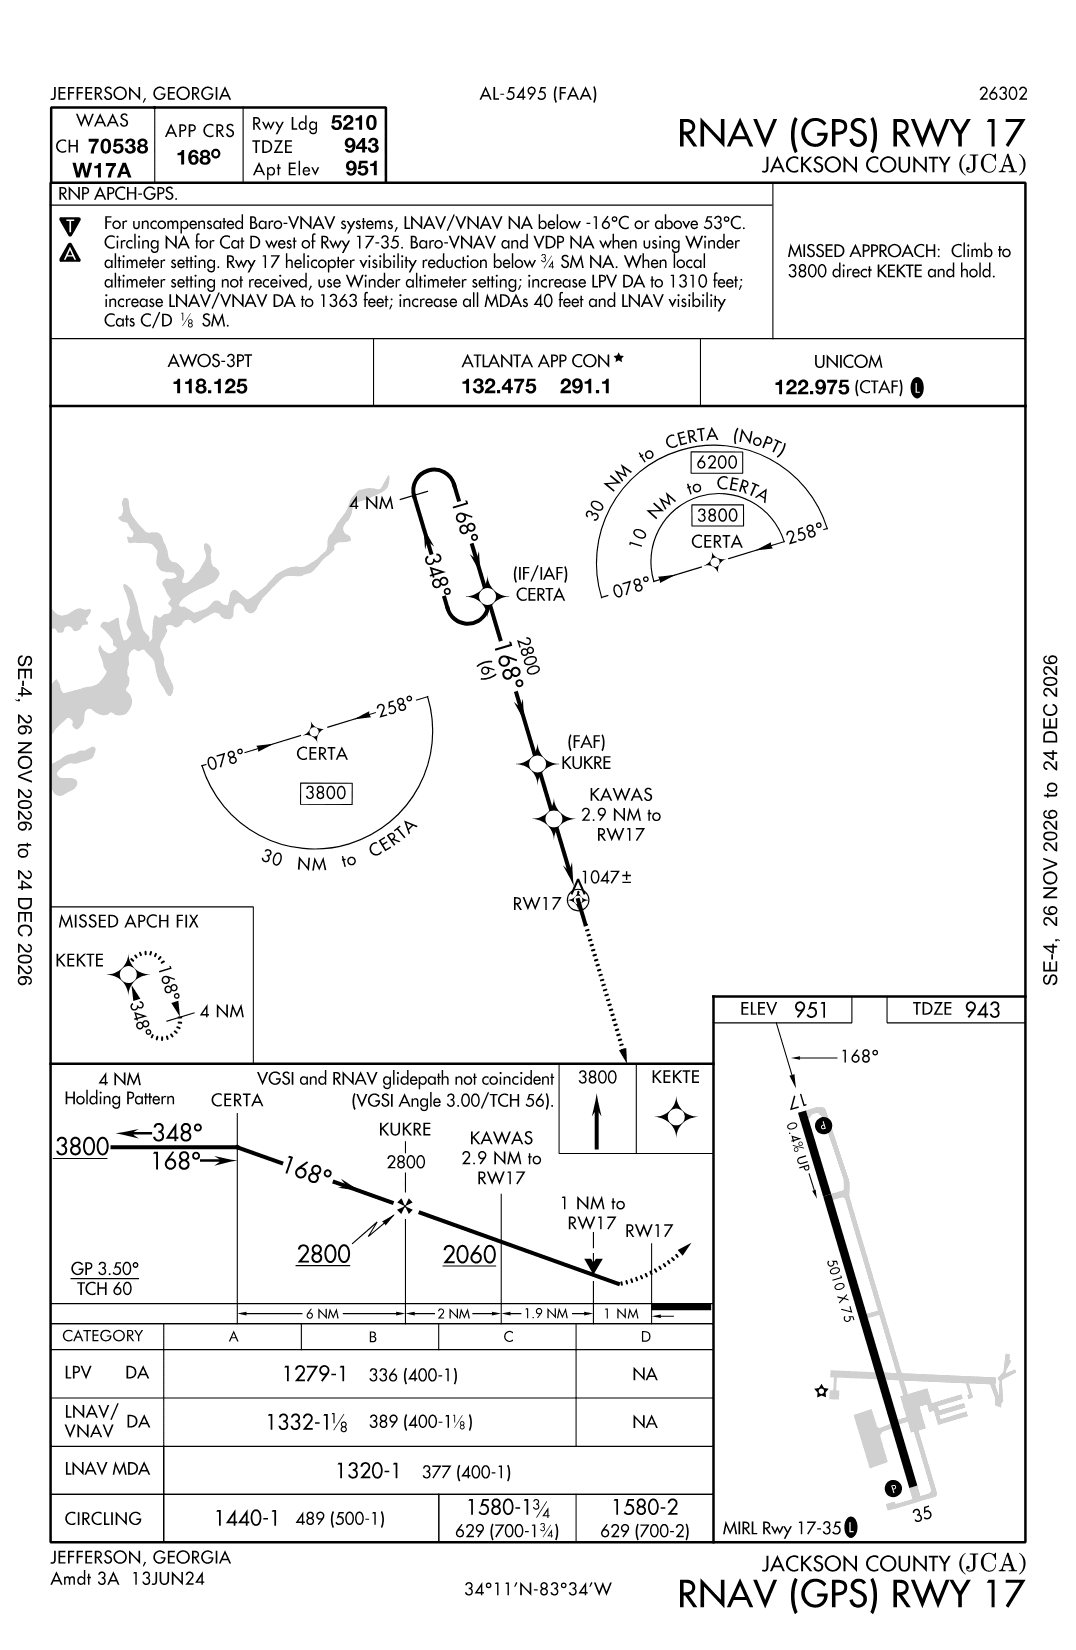 JEFFERSON, GEORGIA
AL-5495 (FAA)
26302
WAAS
CH 70538
W17A
APP CRS
168°
Rwy Ldg 5210
TDZE 943
Apt Elev 951
RNAV (GPS) RWY 17
JACKSON COUNTY (JCA)
RNP APCH-GPS.
T
A
For uncompensated Baro-VNAV systems, LNAV/VNAV NA below -16°C or above 53°C.
Circling NA for Cat D west of Rwy 17-35. Baro-VNAV and VDP NA when using Winder
altimeter setting. Rwy 17 helicopter visibility reduction below ¾ SM NA. When local
altimeter setting not received, use Winder altimeter setting; increase LPV DA to 1310 feet;
increase LNAV/VNAV DA to 1363 feet; increase all MDAs 40 feet and LNAV visibility
Cats C/D ⅛ SM.
MISSED APPROACH: Climb to
3800 direct KEKTE and hold.
AWOS-3PT
118.125
ATLANTA APP CON ★
132.475 291.1
UNICOM
122.975 (CTAF) L
30 NM to CERTA (NoPT)
6200
10 NM to CERTA
3800
CERTA
078°
258°
4 NM
168°
348°
(IF/IAF)
CERTA
2800
168°
(6)
258°
078°
CERTA
3800
30 NM to CERTA
(FAF)
KUKRE
KAWAS
2.9 NM to
RW17
1047±
RW17
SE-4, 26 NOV 2026 to 24 DEC 2026
SE-4, 26 NOV 2026 to 24 DEC 2026
MISSED APCH FIX
KEKTE
168°
348°
4 NM
ELEV 951
TDZE 943
168°
17
P
0.4% UP
5010 X 75
P
35
MIRL Rwy 17-35 L
4 NM
Holding Pattern
CERTA
VGSI and RNAV glidepath not coincident
(VGSI Angle 3.00/TCH 56).
3800
KEKTE
3800
348°
168°
168°
KUKRE
2800
KAWAS
2.9 NM to
RW17
1 NM to
RW17
RW17
2800
2060
GP 3.50°
TCH 60
6 NM
2 NM
1.9 NM
1 NM
CATEGORY A B C D
LPV DA 1279-1 336 (400-1) NA
LNAV/
VNAV DA 1332-1⅛ 389 (400-1⅛) NA
LNAV MDA 1320-1 377 (400-1)
CIRCLING 1440-1 489 (500-1)
1580-1¾
629 (700-1¾)
1580-2
629 (700-2)
JEFFERSON, GEORGIA
Amdt 3A 13JUN24
34°11'N-83°34'W
JACKSON COUNTY (JCA)
RNAV (GPS) RWY 17